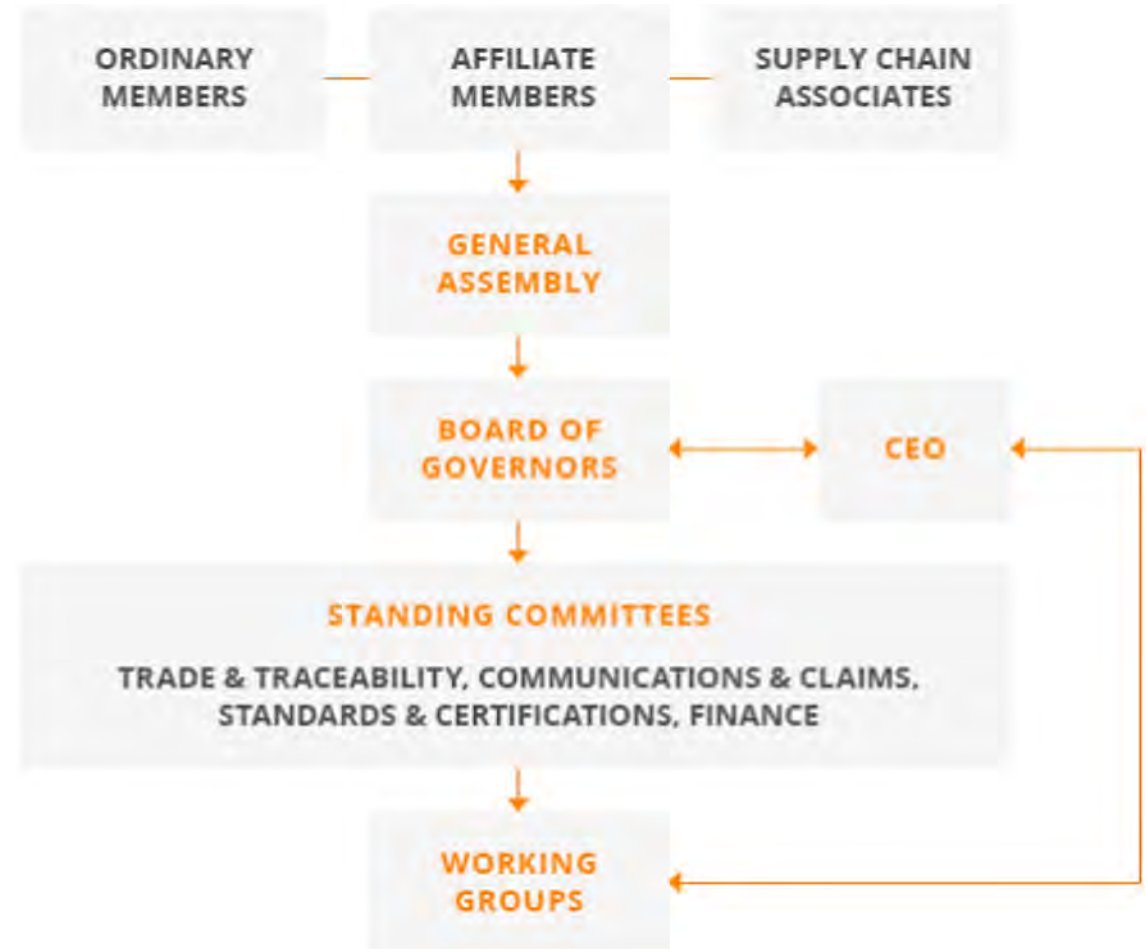 ORDINARY
MEMBERS
AFFILIATE
MEMBERS
SUPPLY CHAIN
ASSOCIATES
GENERAL
ASSEMBLY
BOARD OF
GOVERNORS
CEO
STANDING COMMITTEES
TRADE & TRACEABILITY, COMMUNICATIONS & CLAIMS,
STANDARDS & CERTIFICATIONS, FINANCE
WORKING
GROUPS